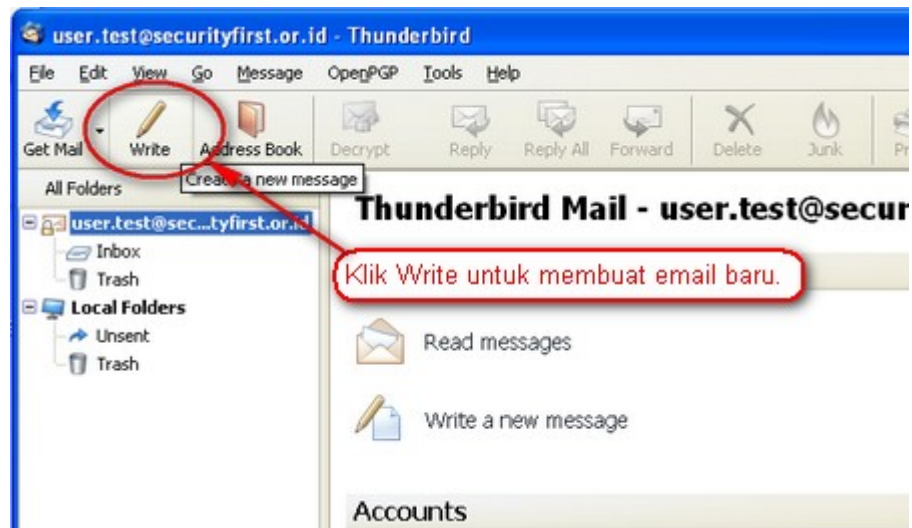 user.test@securityfirst.or.id - Thunderbird
File Edit View Go Message OpenPGP Tools Help
Get Mail Write Address Book Decrypt Reply Reply All Forward Delete Junk
Create a new message
All Folders
Thunderbird Mail - user.test@secur
user.test@sec...tyfirst.or.id
Inbox
Trash
Klik Write untuk membuat email baru.
Local Folders
Unsent
Trash
Read messages
Write a new message
Accounts